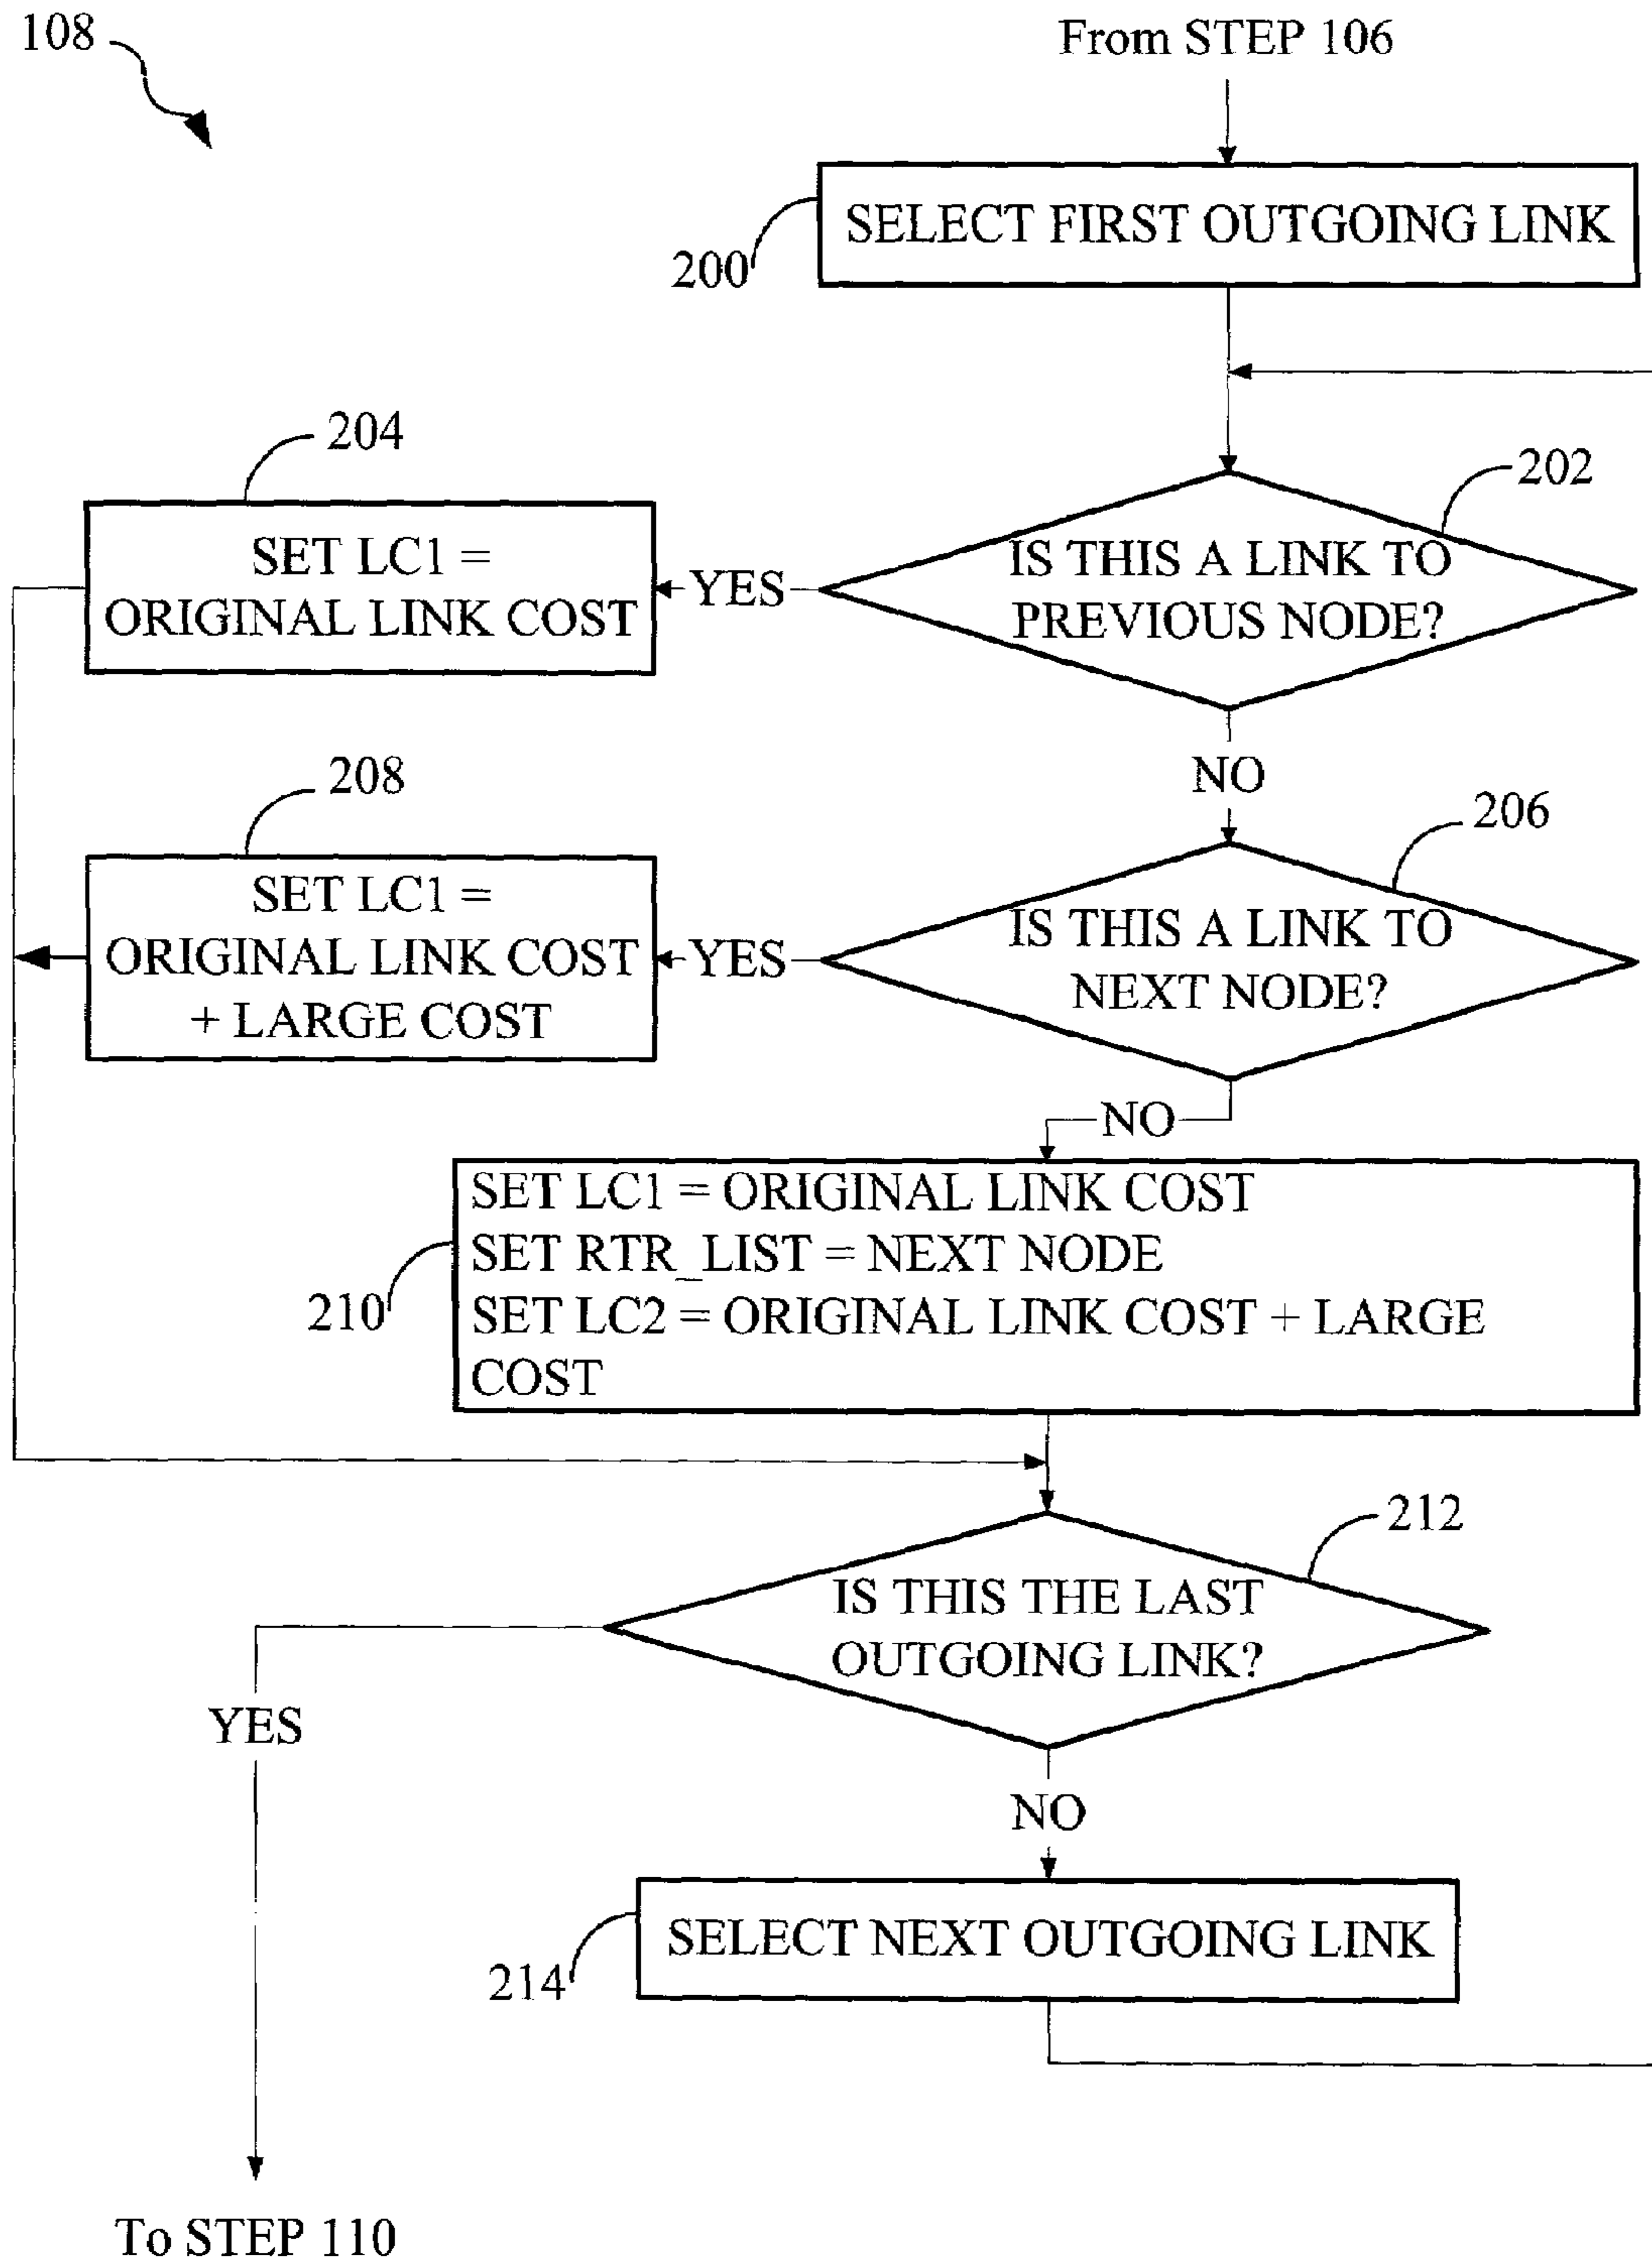 108
From STEP 106
SELECT FIRST OUTGOING LINK
200
204
202
SET LC1 =
ORIGINAL LINK COST
YES
IS THIS A LINK TO
PREVIOUS NODE?
NO
208
206
SET LC1 =
ORIGINAL LINK COST
+ LARGE COST
YES
IS THIS A LINK TO
NEXT NODE?
NO
SET LC1 = ORIGINAL LINK COST
SET RTR_LIST = NEXT NODE
SET LC2 = ORIGINAL LINK COST + LARGE
COST
210
212
IS THIS THE LAST
OUTGOING LINK?
YES
NO
SELECT NEXT OUTGOING LINK
214
To STEP 110